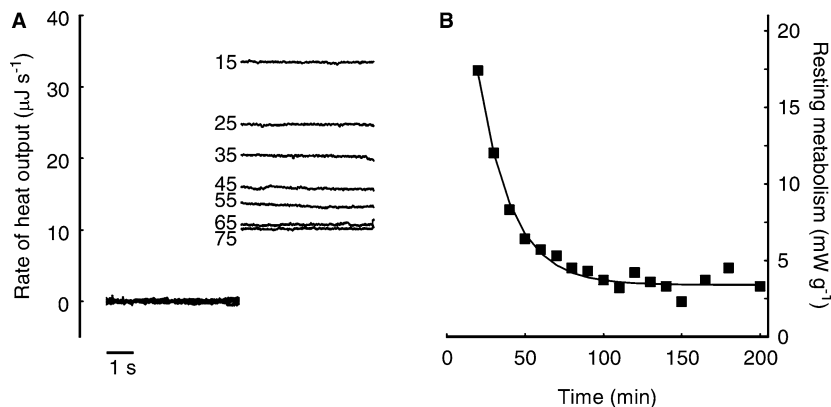 A
Rate of heat output (μJ s-1)
40
30
20
10
0
15
25
35
45
55
65
75
1 s
B
20
15
10
5
0
Resting metabolism (mW g-1)
0 50 100 150 200
Time (min)